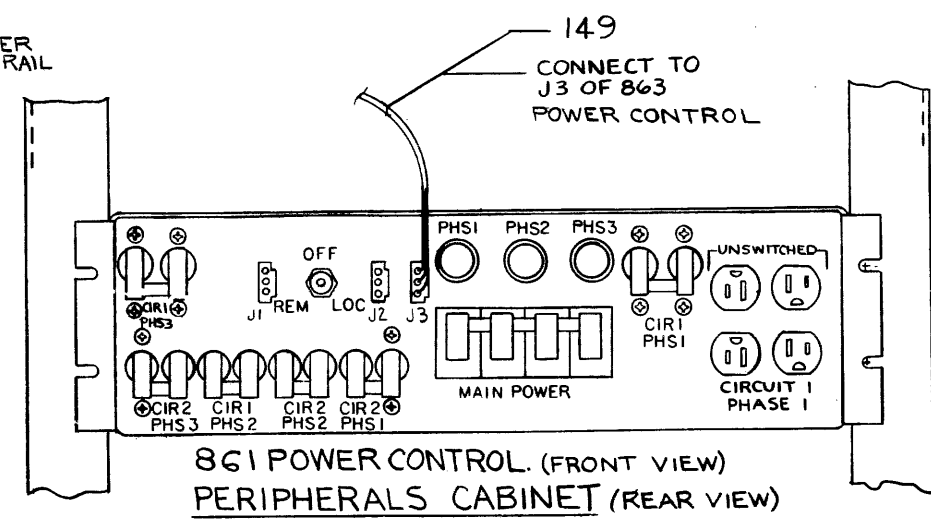 149
ER
RAIL
CONNECT TO
J3 OF 863
POWER CONTROL
PHS1 PHS2 PHS3
OFF
UNSWITCHED
J1 REM LOC J2 J3
CIR1
PHS3
CIR1
PHS1
MAIN POWER
CIRCUIT 1
PHASE 1
CIR2 CIR1 CIR2 CIR2
PHS3 PHS2 PHS2 PHS1
861 POWER CONTROL. (FRONT VIEW)
PERIPHERALS CABINET (REAR VIEW)